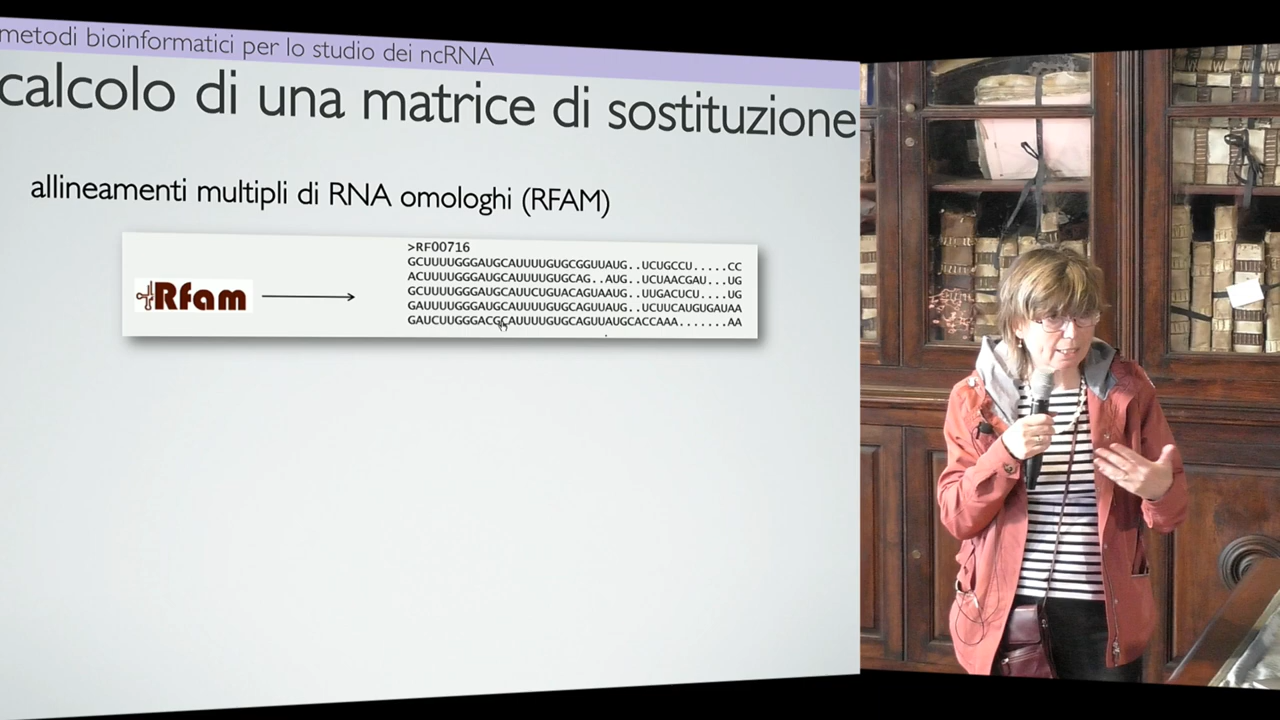 metodi bioinformatici per lo studio dei ncRNA
calcolo di una matrice di sostituzione
allineamenti multipli di RNA omologhi (RFAM)
Rfam
>RF00716
GCUUUUGGGAUGCAUUUUGUGCGGUUAUG..UCUGCCU.....CC
ACUUUUGGGAUGCAUUUUGUGCAG..AUG..UCUAACGAU...UG
GCUUUUGGGAUGCAUUCUGUACAGUAAUG..UUGACUCU....UG
GAUUUUGGGAUGCAUUUUGUGCAGUUAUG..UCUUCAUGUGAUAA
GAUCUUGGGACGCAUUUUGUGCAGUUAUGCACCAAA.......AA